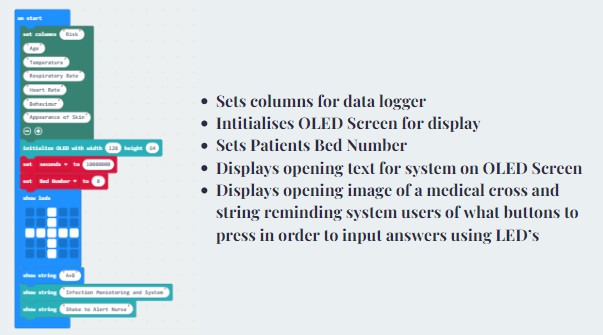 on start
set columns Risk
Age
Temperature
Respiratory Rate
Heart Rate
Behaviour
Appearance of Skin
initialise OLED with width 128 height 64
set seconds to 10000000
set Bed Number to 8
show leds
show string A+B
show string Infection Monitoring and System
show string Shake to Alert Nurse
Sets columns for data logger
Intitialises OLED Screen for display
Sets Patients Bed Number
Displays opening text for system on OLED Screen
Displays opening image of a medical cross and
string reminding system users of what buttons to
press in order to input answers using LED’s